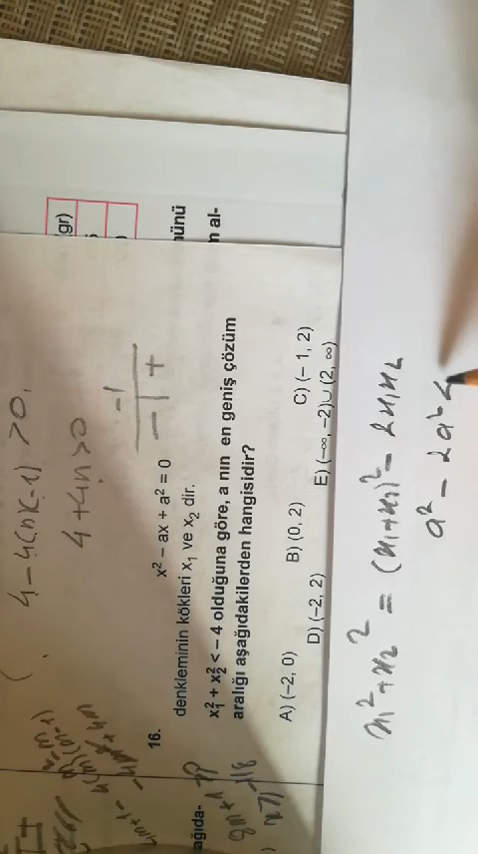 gr)
ünü
n al-
4 - 4(n)(-1) > 0
4 + 4n > 0
-1
- +
16.
x² − ax + a² = 0
denkleminin kökleri x₁ ve x₂ dir.
x₁² + x₂² < − 4 olduğuna göre, a nın en geniş çözüm
aralığı aşağıdakilerden hangisidir?
A) (−2, 0) B) (0, 2) C) (− 1, 2)
D) (−2, 2) E) (−∞, −2)∪ (2, ∞)
ağıda-
x₁² + x₂² = (x₁+x₂)² - 2x₁x₂
a² - 2a² <